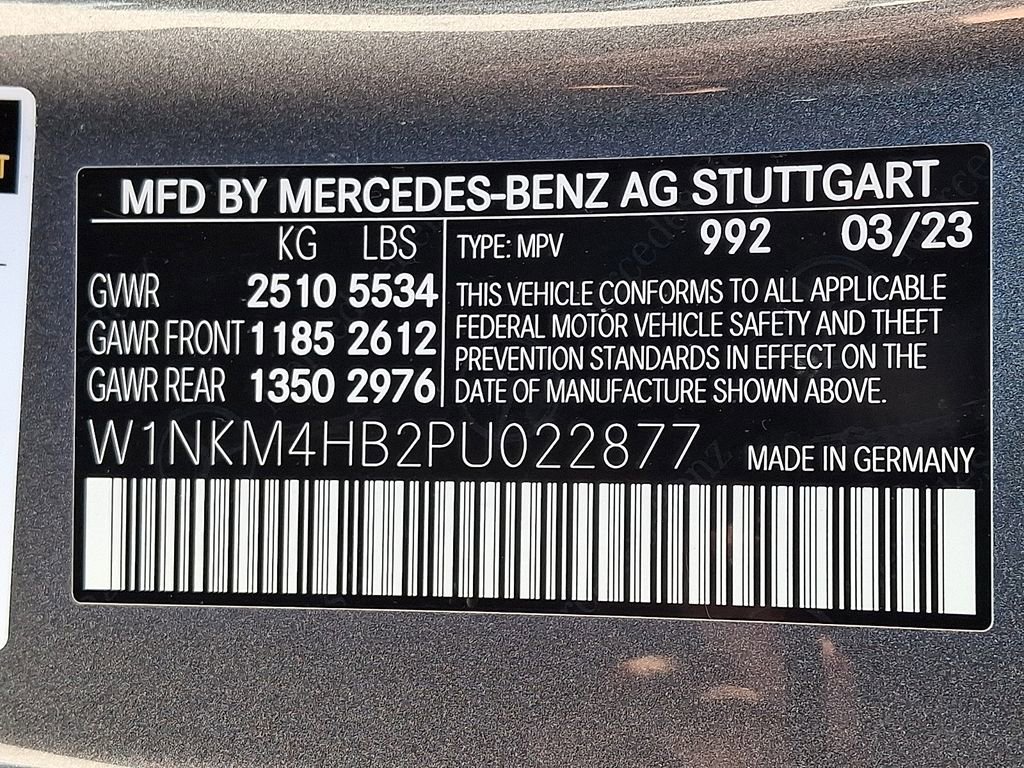 MFD BY MERCEDES-BENZ AG STUTTGART
KG LBS
GVWR 2510 5534
GAWR FRONT 1185 2612
GAWR REAR 1350 2976
TYPE: MPV 992 03/23
THIS VEHICLE CONFORMS TO ALL APPLICABLE
FEDERAL MOTOR VEHICLE SAFETY AND THEFT
PREVENTION STANDARDS IN EFFECT ON THE
DATE OF MANUFACTURE SHOWN ABOVE.
W1NKM4HB2PU022877 MADE IN GERMANY